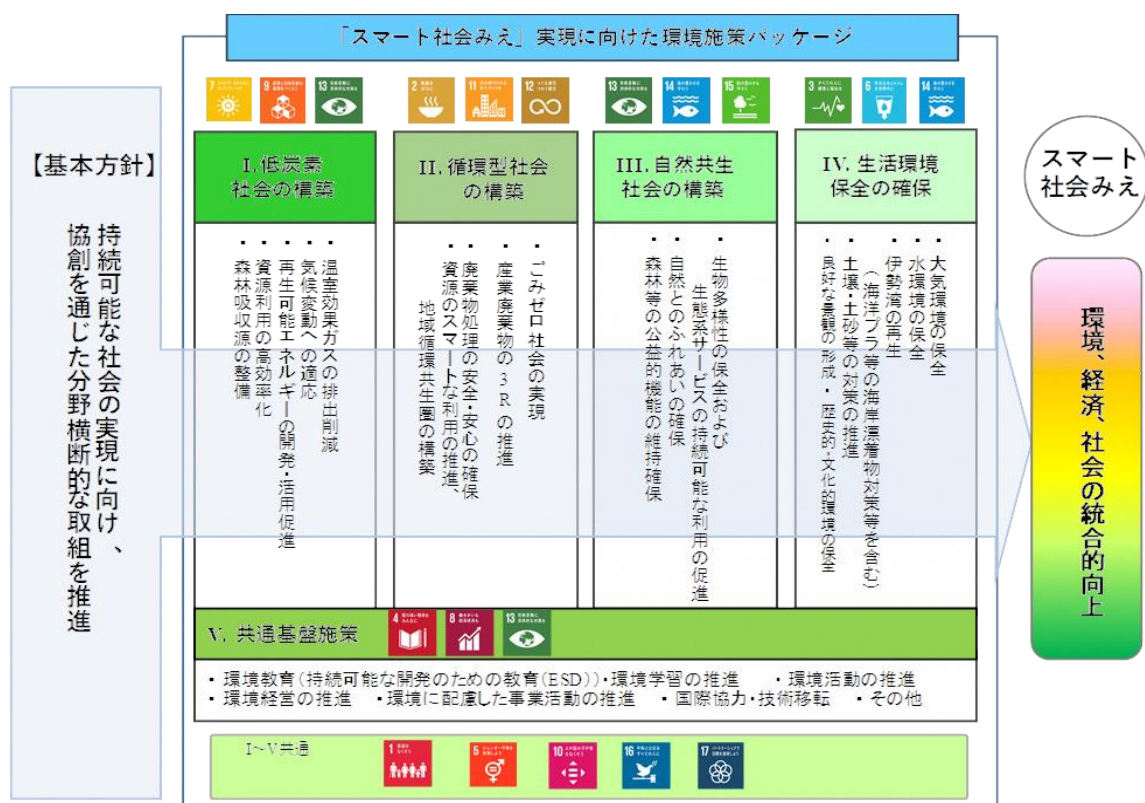 「スマート社会みえ」実現に向けた環境施策パッケージ
【基本方針】
持続可能な社会の実現に向け、
協創を通じた分野横断的な取組を推進
7
9
13
2
11
12
13
14
15
3
6
14
I.低炭素
社会の構築
・温室効果ガスの排出削減
・気候変動への適応
・再生可能エネルギーの開発・活用促進
・資源利用の高効率化
・森林吸収源の整備
II.循環型社会
の構築
・ごみゼロ社会の実現
・産業廃棄物の3Rの推進
・廃棄物処理の安全・安心の確保
・資源のスマートな利用の推進、
地域循環共生圏の構築
III.自然共生
社会の構築
・生物多様性の保全および
生態系サービスの持続可能な利用の促進
・自然とのふれあいの確保
・森林等の公益的機能の維持確保
IV.生活環境
保全の確保
・大気環境の保全
・水環境の保全
・伊勢湾の再生
(海洋プラ等の海岸漂着物対策等を含む)
・土壌・土砂等の対策の推進
・良好な景観の形成・歴史的・文化的環境の保全
V. 共通基盤施策
4
8
13
・環境教育(持続可能な開発のための教育(ESD))・環境学習の推進 ・環境活動の推進
・環境経営の推進 ・環境に配慮した事業活動の推進 ・国際協力・技術移転 ・その他
I～V共通
1
5
10
16
17
スマート
社会みえ
環境、経済、社会の統合的向上